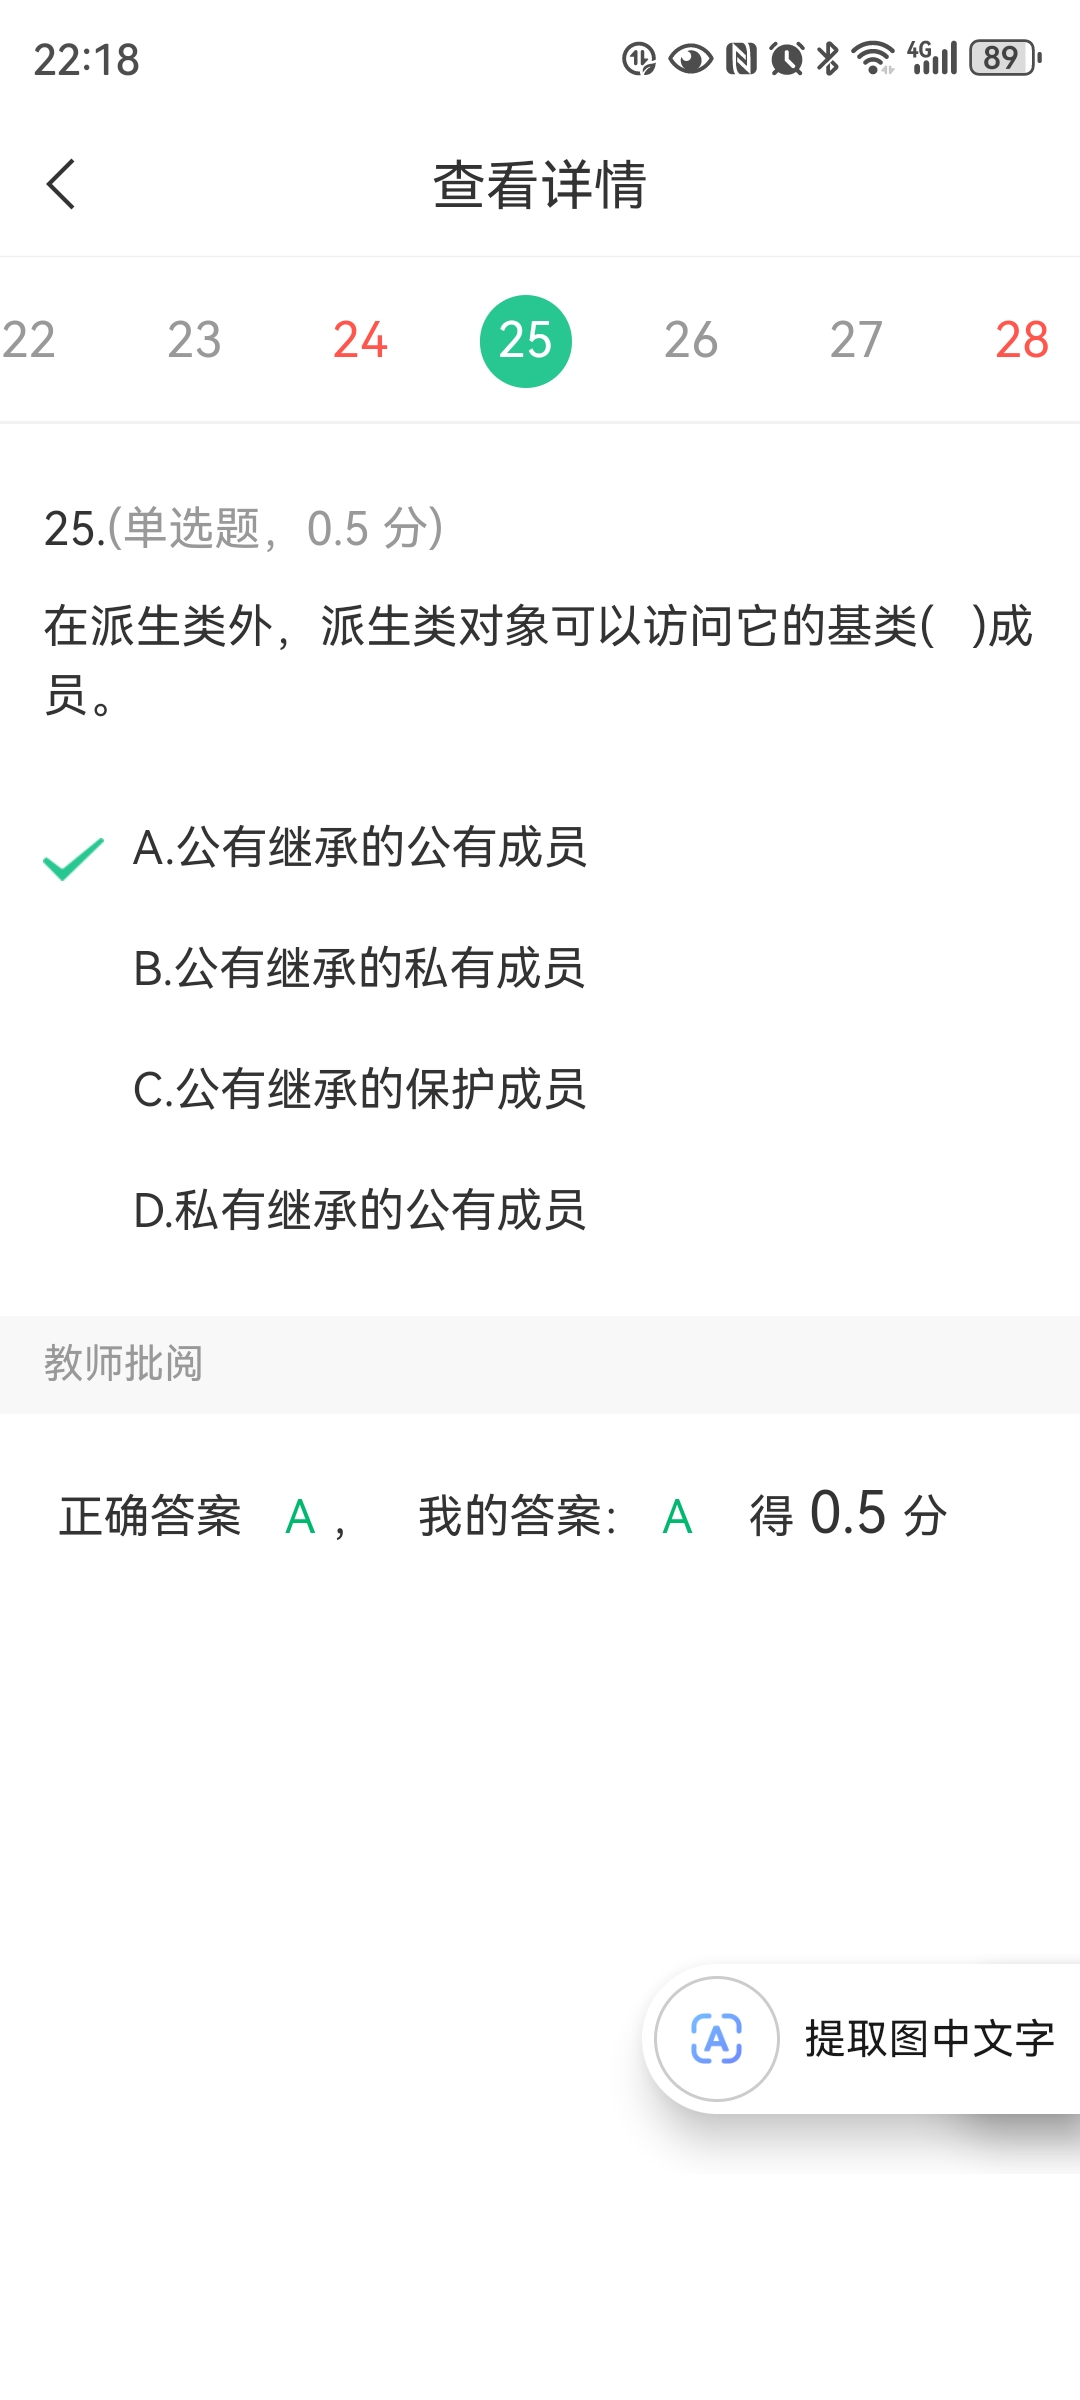 22:18
4G
89
查看详情
22 23 24 25 26 27 28
25.(单选题，0.5 分)
在派生类外，派生类对象可以访问它的基类(   )成
员。
A.公有继承的公有成员
B.公有继承的私有成员
C.公有继承的保护成员
D.私有继承的公有成员
教师批阅
正确答案 A ， 我的答案： A 得 0.5 分
A 提取图中文字